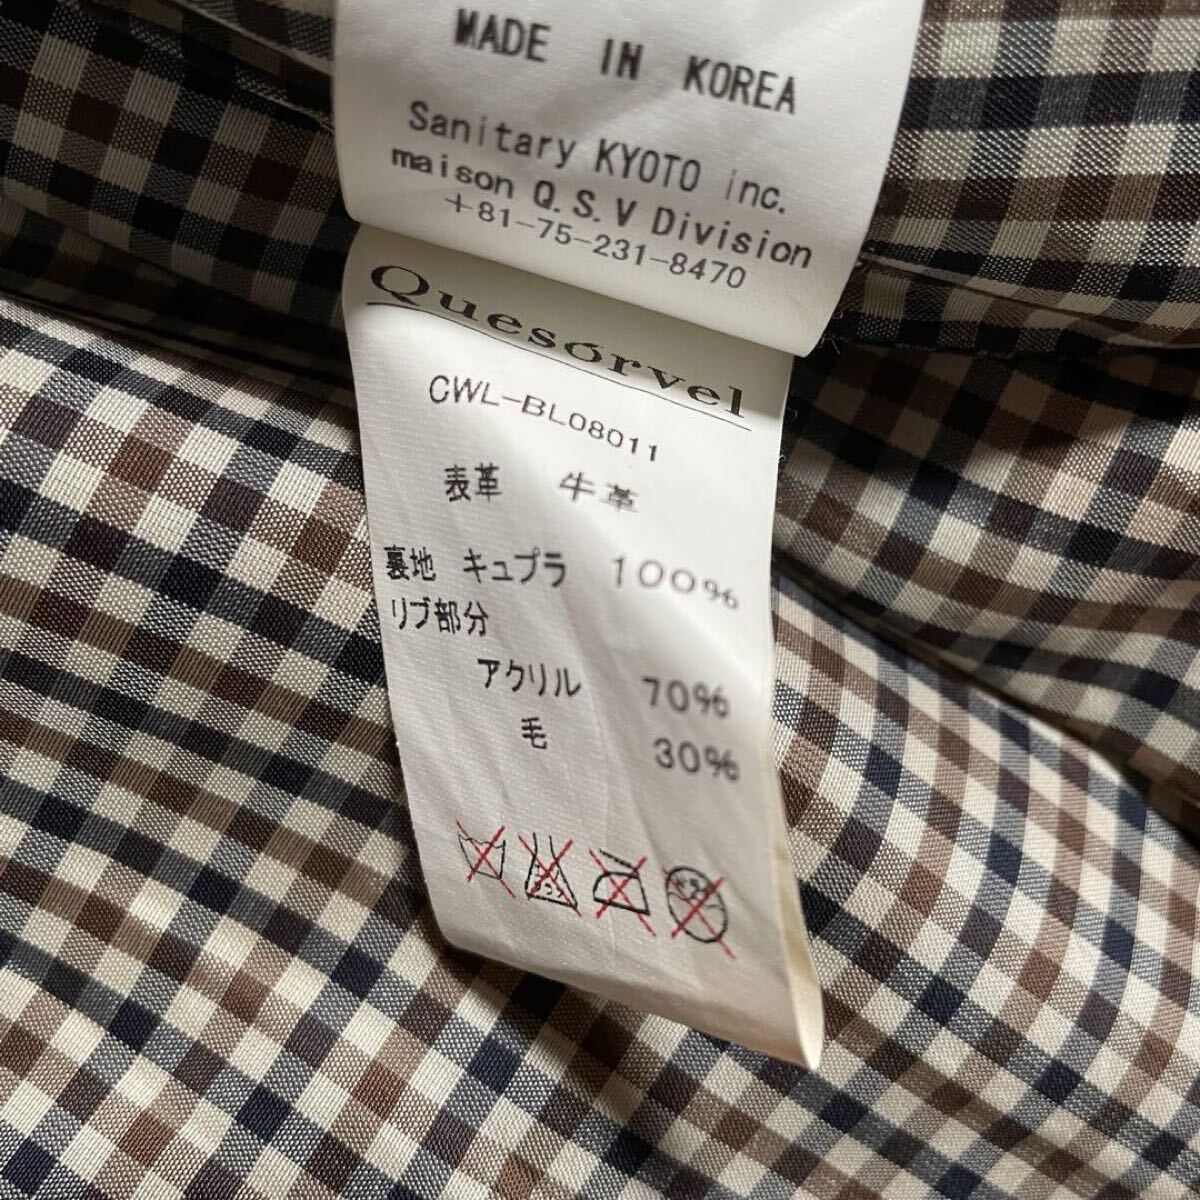 MADE IN KOREA
Sanitary KYOTO inc.
maison Q.S.V Division
+81-75-231-8470
Quesorvel
CWL-BL08011
表革 牛革
裏地 キュプラ 100%
リブ部分
アクリル 70%
毛 30%